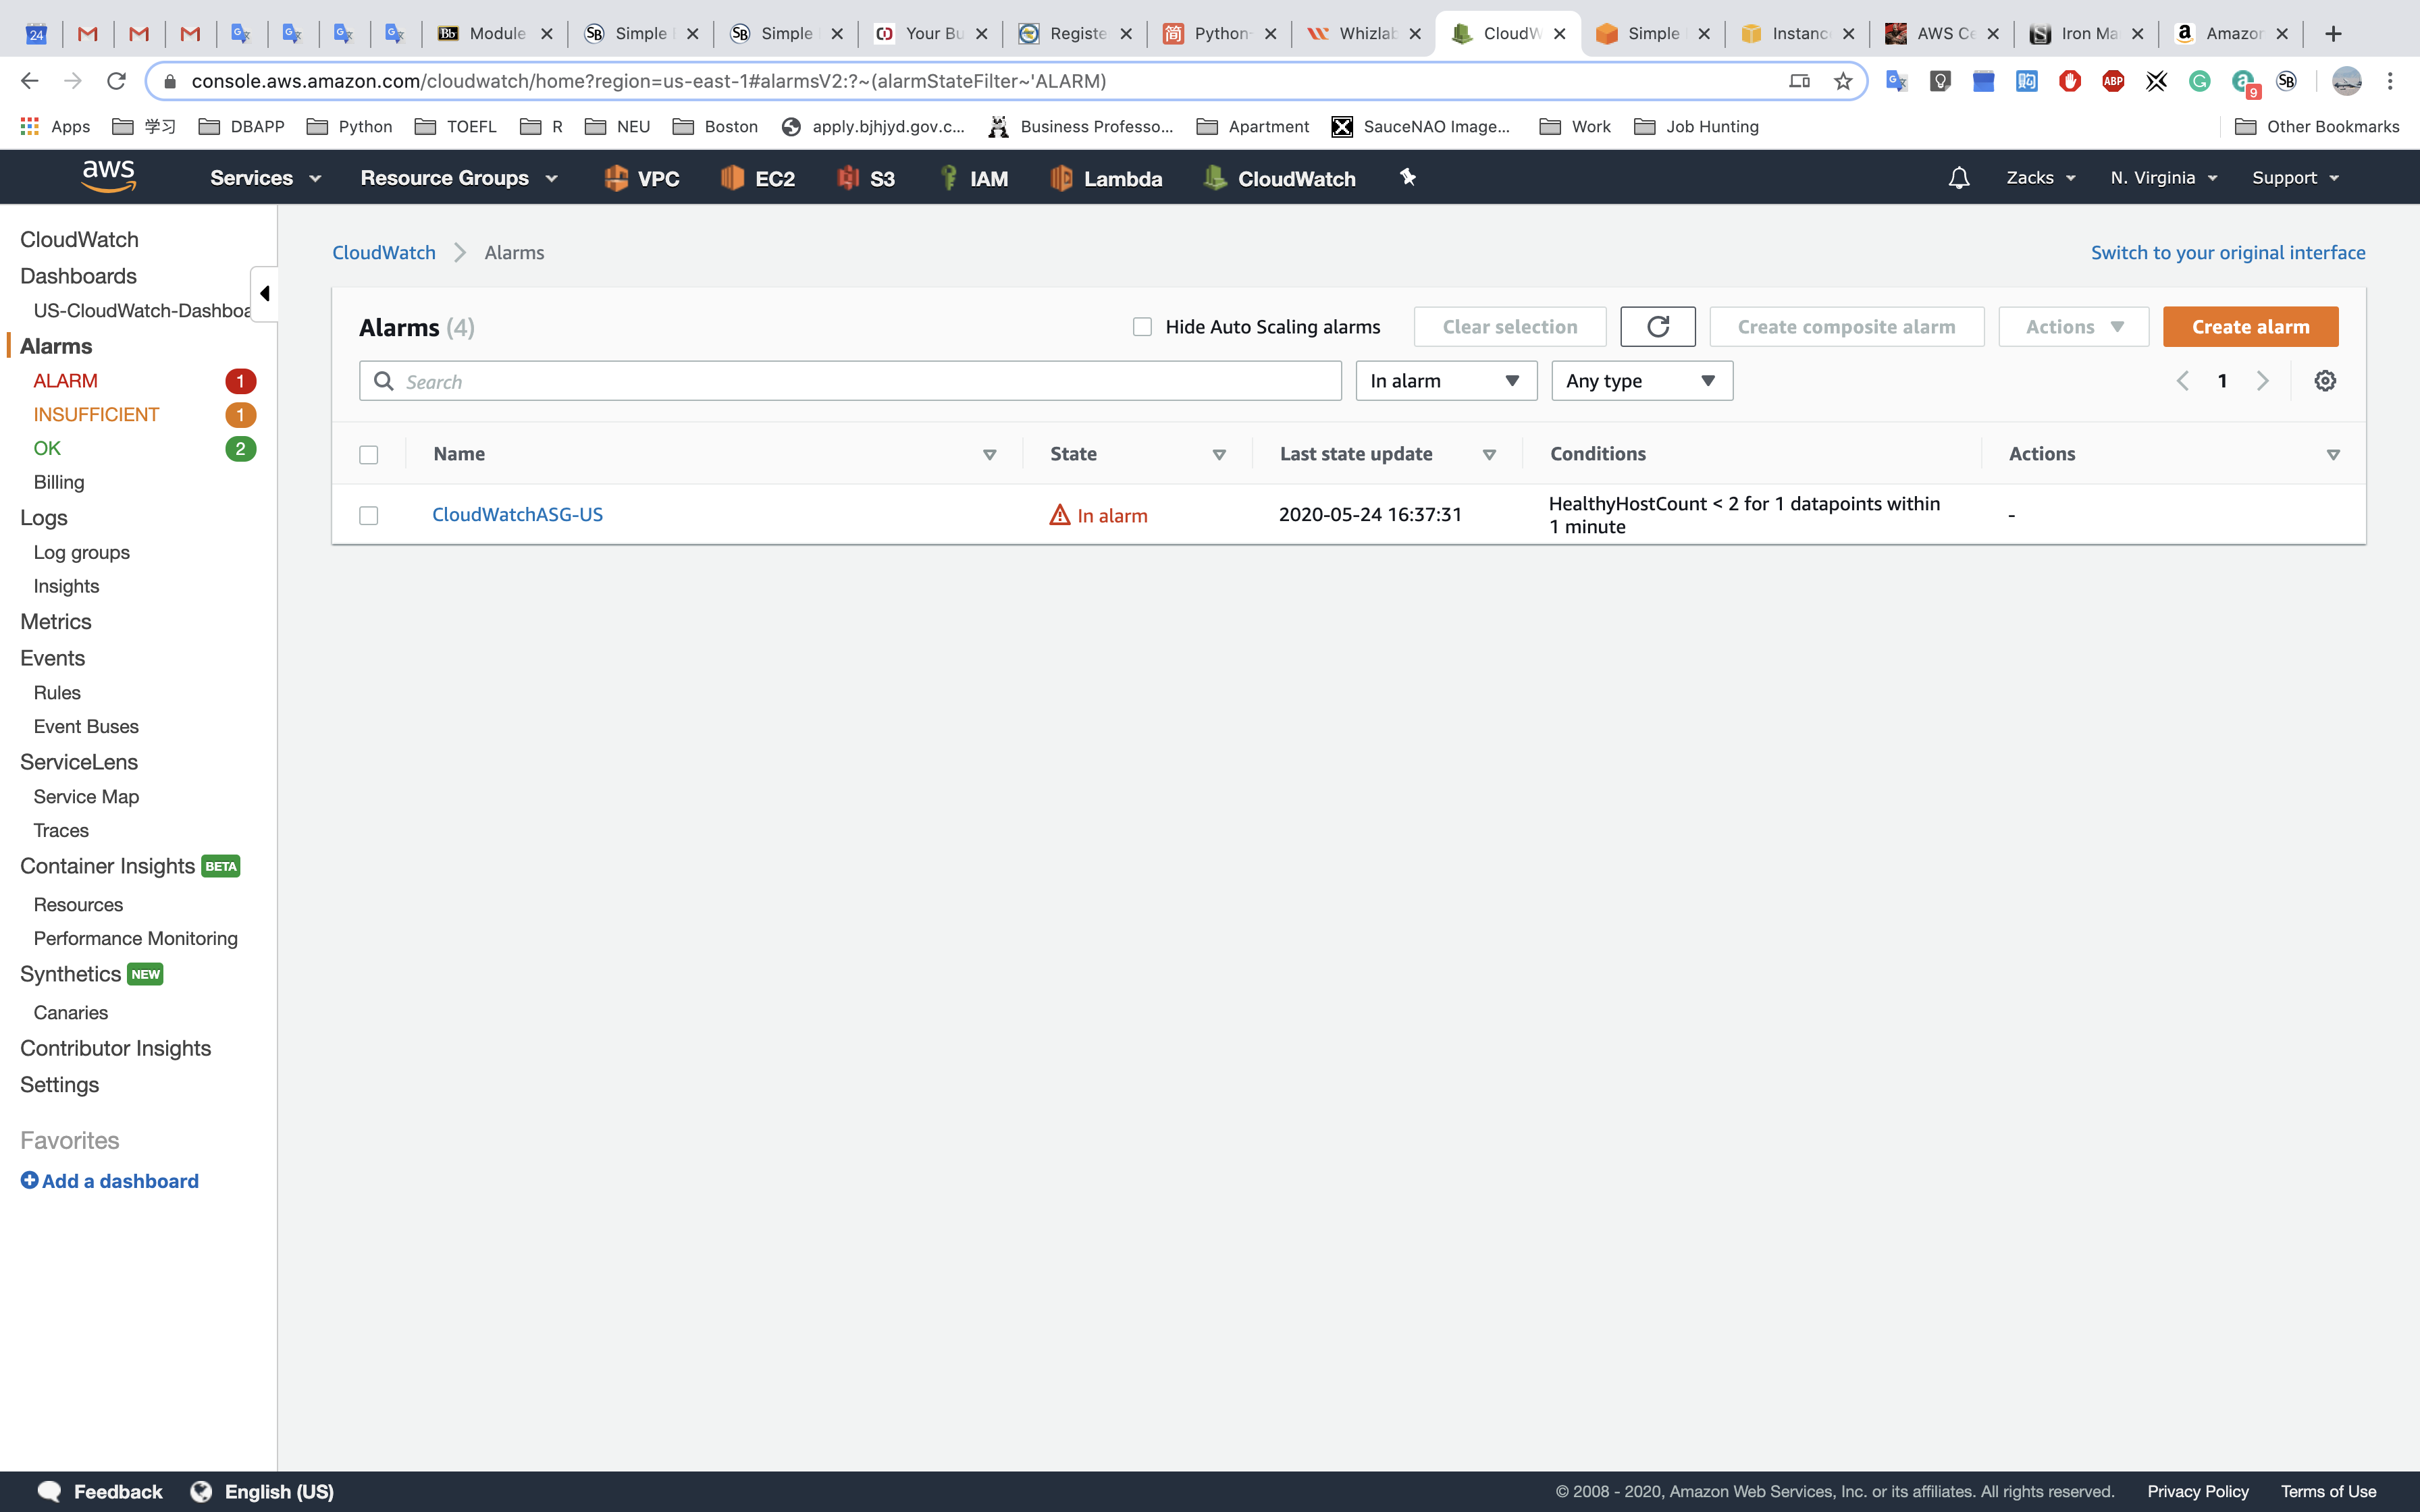 24 Module Simple Simple Your Bu Registe Python- Whizlab CloudW Simple Instanc AWS Ce Iron Ma Amazon
console.aws.amazon.com/cloudwatch/home?region=us-east-1#alarmsV2:?~(alarmStateFilter~'ALARM)
Apps 学习 DBAPP Python TOEFL R NEU Boston apply.bjhjyd.gov.c... Business Professo... Apartment SauceNAO Image... Work Job Hunting Other Bookmarks
aws Services Resource Groups VPC EC2 S3 IAM Lambda CloudWatch Zacks N. Virginia Support
CloudWatch
Dashboards
US-CloudWatch-Dashboa
Alarms
ALARM 1
INSUFFICIENT 1
OK 2
Billing
Logs
Log groups
Insights
Metrics
Events
Rules
Event Buses
ServiceLens
Service Map
Traces
Container Insights BETA
Resources
Performance Monitoring
Synthetics NEW
Canaries
Contributor Insights
Settings
Favorites
Add a dashboard
CloudWatch Alarms Switch to your original interface
Alarms (4) Hide Auto Scaling alarms Clear selection Create composite alarm Actions Create alarm
Search In alarm Any type 1
Name State Last state update Conditions Actions
CloudWatchASG-US In alarm 2020-05-24 16:37:31 HealthyHostCount < 2 for 1 datapoints within
1 minute -
Feedback English (US) © 2008 - 2020, Amazon Web Services, Inc. or its affiliates. All rights reserved. Privacy Policy Terms of Use